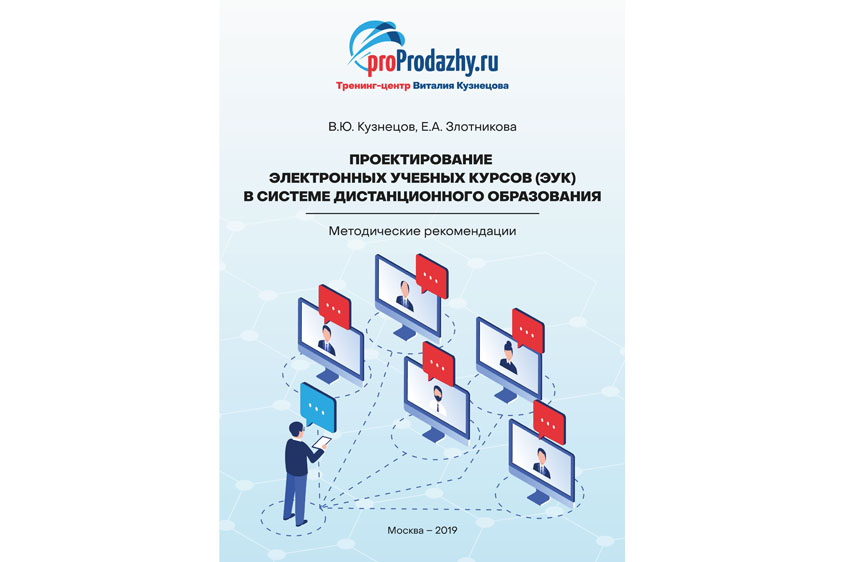 proProdazhy.ru
Тренинг-центр Виталия Кузнецова
В.Ю. Кузнецов, Е.А. Злотникова
ПРОЕКТИРОВАНИЕ
ЭЛЕКТРОННЫХ УЧЕБНЫХ КУРСОВ (ЭУК)
В СИСТЕМЕ ДИСТАНЦИОННОГО ОБРАЗОВАНИЯ
Методические рекомендации
Москва – 2019